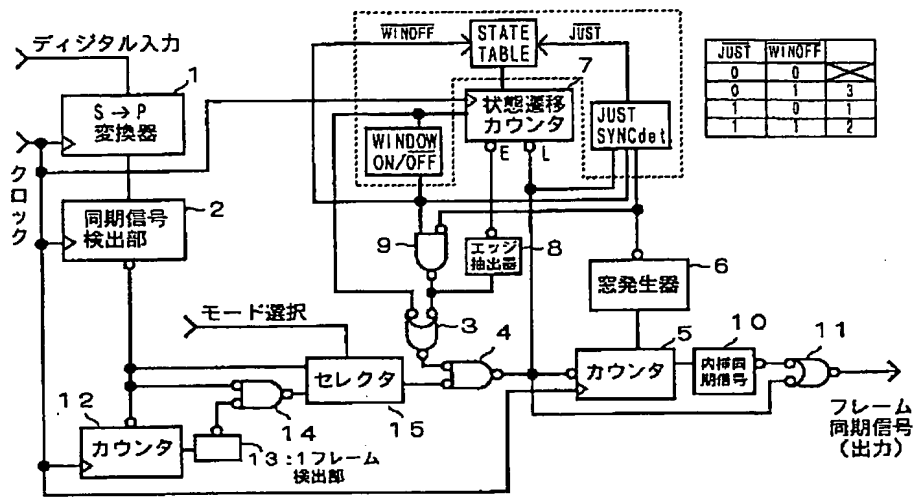 ディジタル入力
1
S→P
変換器
クロック
2
同期信号
検出部
WINOFF
STATE
TABLE
JUST
7
状態遷移
カウンタ
E
L
WINDOW
ON/OFF
JUST
SYNCdet
JUST WINOFF
0 0
0 1 3
1 0 1
1 1 2
9
エッジ
抽出器
8
窓発生器
6
モード選択
3
4
5
カウンタ
10
内挿同
期信号
11
セレクタ
15
14
12
カウンタ
13:1フレーム
検出部
フレーム
同期信号
(出力)